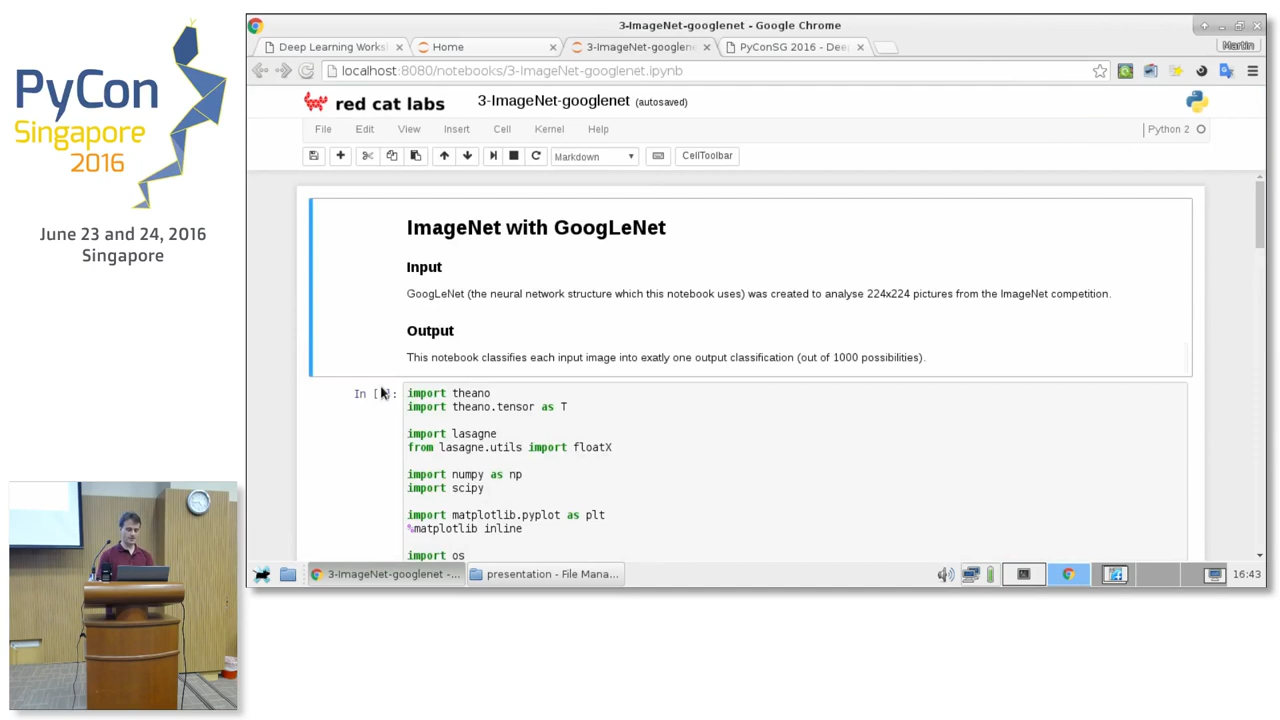 PyCon
Singapore
2016
June 23 and 24, 2016
Singapore
3-ImageNet-googlenet - Google Chrome
Deep Learning Works
Home
3-ImageNet-googlene
PyConSG 2016 - Dee
Martin
localhost:8080/notebooks/3-ImageNet-googlenet.ipynb
red cat labs
3-ImageNet-googlenet (autosaved)
File Edit View Insert Cell Kernel Help
Python 2
Markdown
CellToolbar
ImageNet with GoogLeNet
Input
GoogLeNet (the neural network structure which this notebook uses) was created to analyse 224x224 pictures from the ImageNet competition.
Output
This notebook classifies each input image into exatly one output classification (out of 1000 possibilities).
In [ ]:
import theano
import theano.tensor as T
import lasagne
from lasagne.utils import floatX
import numpy as np
import scipy
import matplotlib.pyplot as plt
%matplotlib inline
import os
3-ImageNet-googlenet -...
presentation - File Mana...
16:43